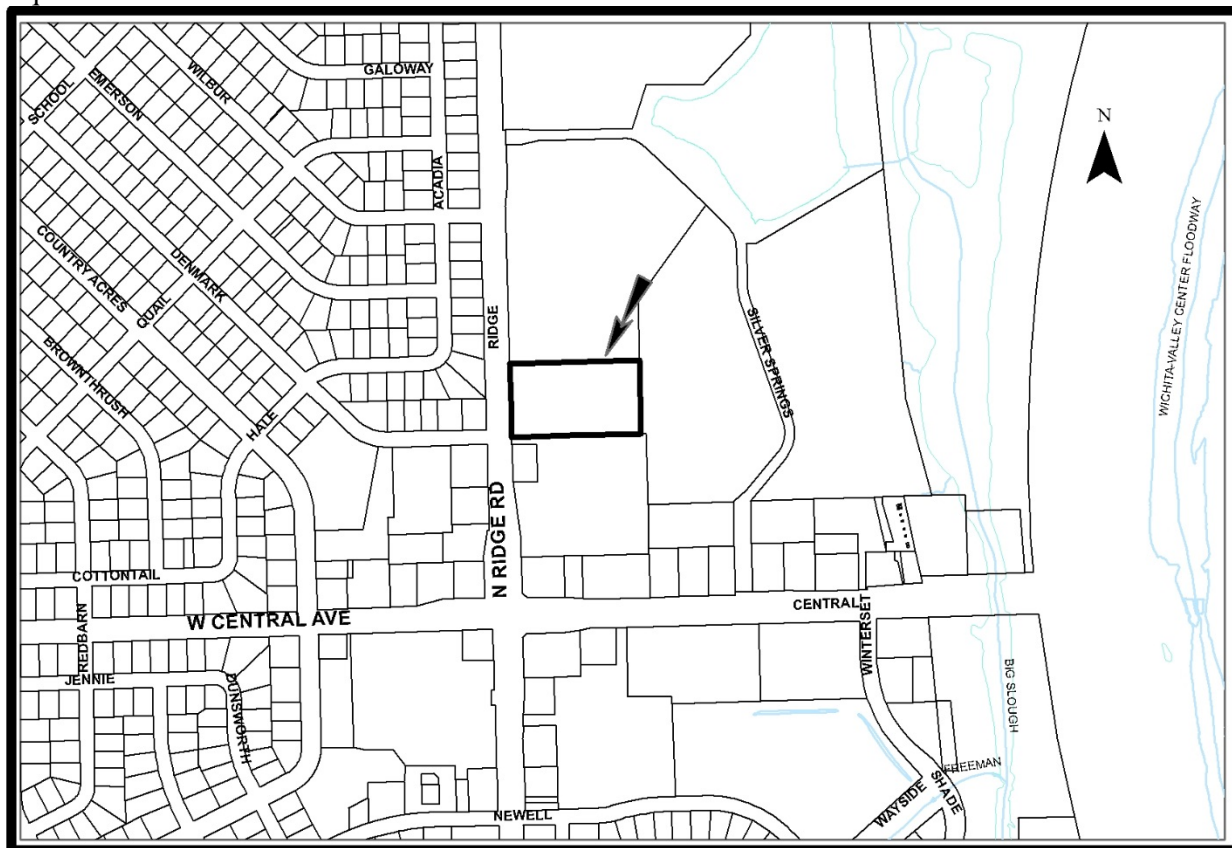 GALOWAY
WILBUR
EMERSON
SCHOOL
N
ACADIA
COUNTRY ACRES
DENMARK
QUAIL
RIDGE
SILVER SPRINGS
WICHITA-VALLEY CENTER FLOODWAY
BROWNTHRUSH
HALE
N RIDGE RD
COTTONTAIL
W CENTRAL AVE
CENTRAL
REDBARN
WINTERSET
JENNIE
DUNSWORTH
BIG SLOUGH
FREEMAN
SHADE
WAYSIDE
NEWELL